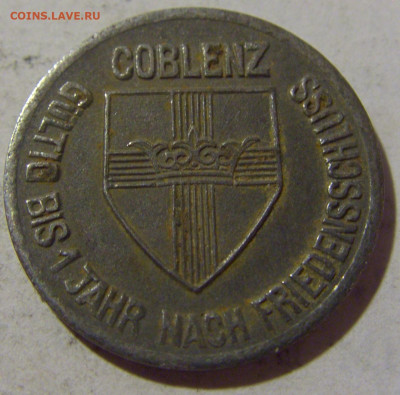 COINS.LAVE.RU
COBLENZ
GÜLTIG BIS 1 JAHR NACH FRIEDENSSCHLUSS